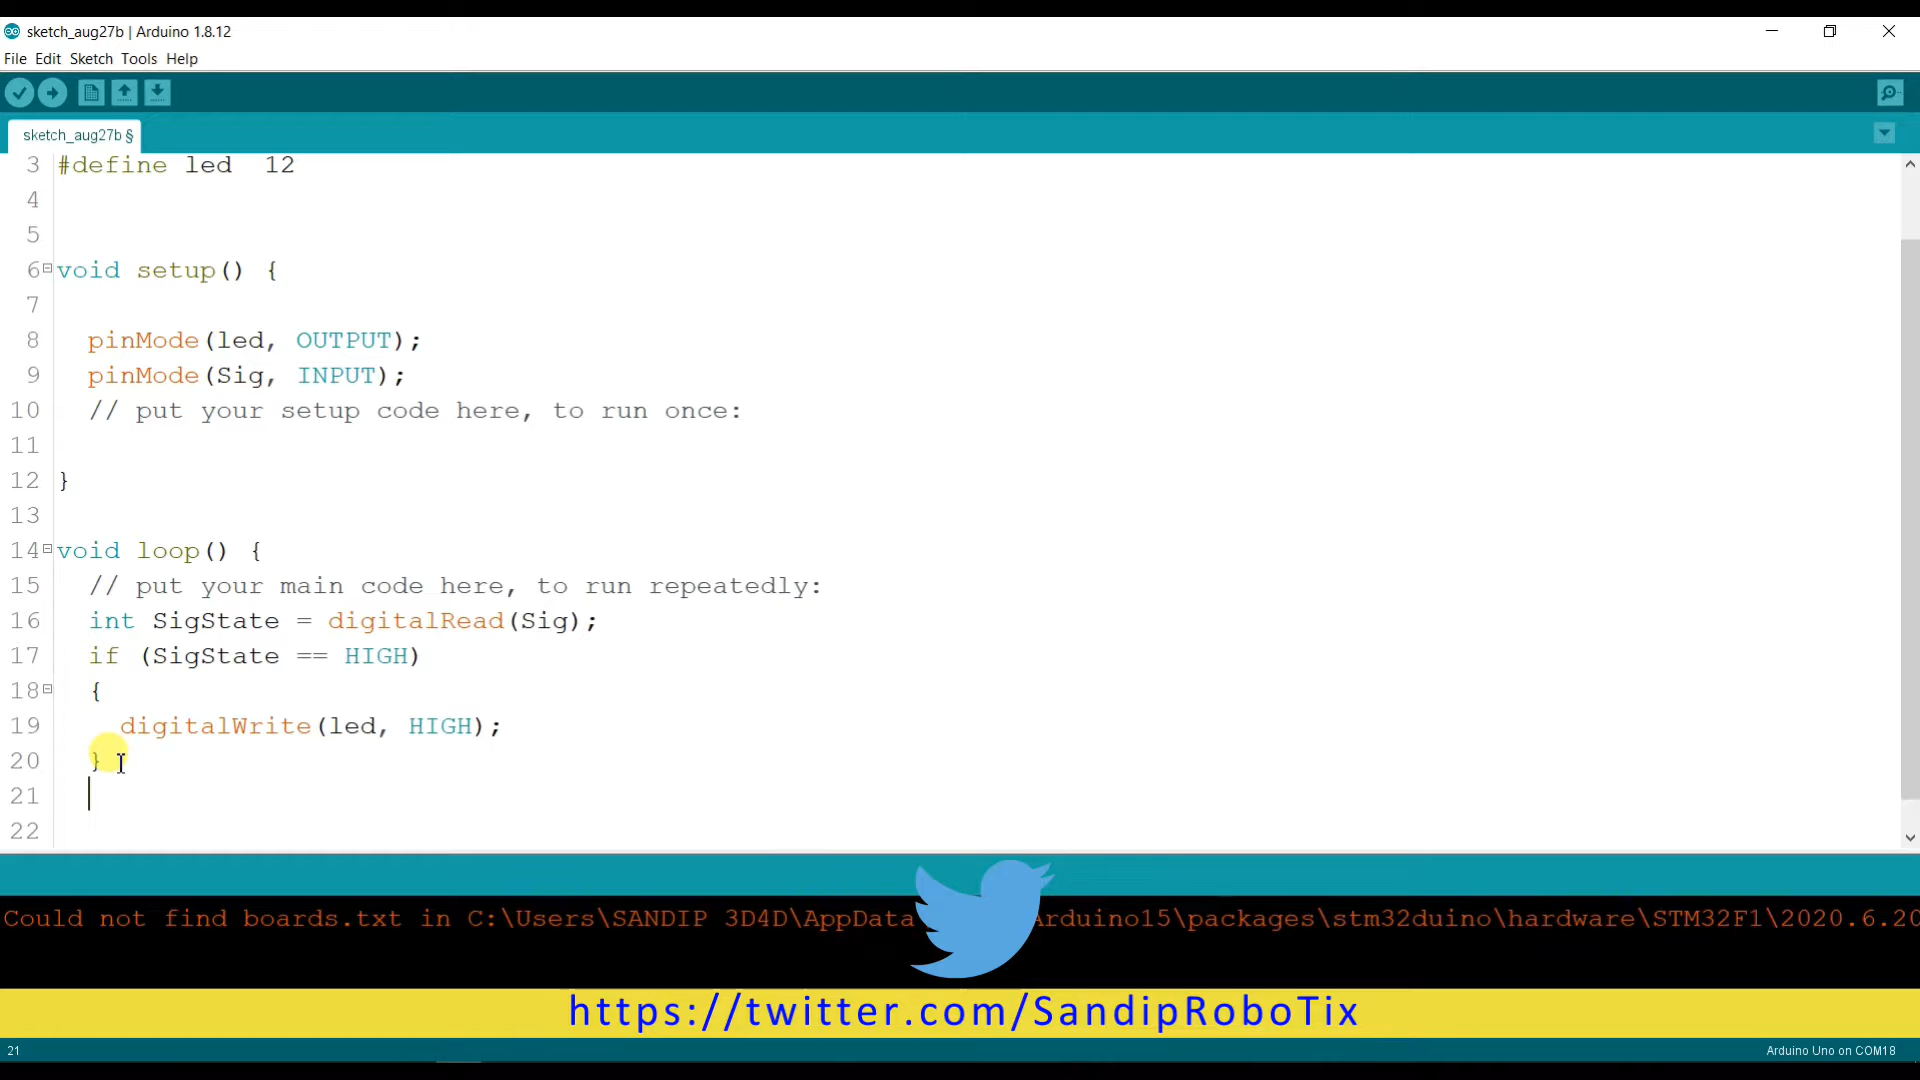 sketch_aug27b | Arduino 1.8.12
File Edit Sketch Tools Help
sketch_aug27b §
3 #define led  12
4
5
6 void setup() {
7
8 pinMode(led, OUTPUT);
9 pinMode(Sig, INPUT);
10 // put your setup code here, to run once:
11
12 }
13
14 void loop() {
15 // put your main code here, to run repeatedly:
16 int SigState = digitalRead(Sig);
17 if (SigState == HIGH)
18 {
19 digitalWrite(led, HIGH);
20 }
21
22
Could not find boards.txt in C:\Users\SANDIP 3D4D\AppData Arduino15\packages\stm32duino\hardware\STM32F1\2020.6.20
https://twitter.com/SandipRoboTix
21 Arduino Uno on COM18